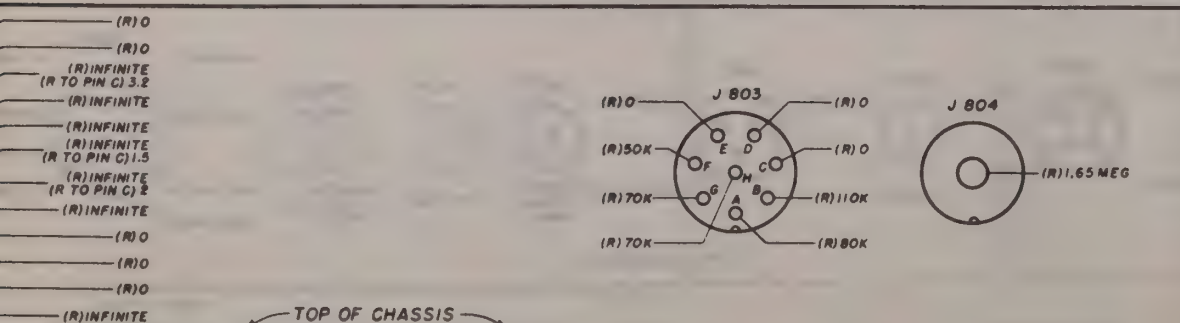 (R) 0
(R) 0
(R) INFINITE
(R TO PIN C) 3.2
(R) INFINITE
(R) INFINITE
(R) INFINITE
(R TO PIN C) 1.5
(R) INFINITE
(R TO PIN C) 2
(R) INFINITE
(R) 0
(R) 0
(R) 0
(R) INFINITE
TOP OF CHASSIS
J 803
(R) 0
(R) 0
E
D
(R) 50K
F
C
(R) 0
H
(R) 70K
G
A
B
(R) 110K
(R) 70K
(R) 80K
J 804
(R) 1.65 MEG